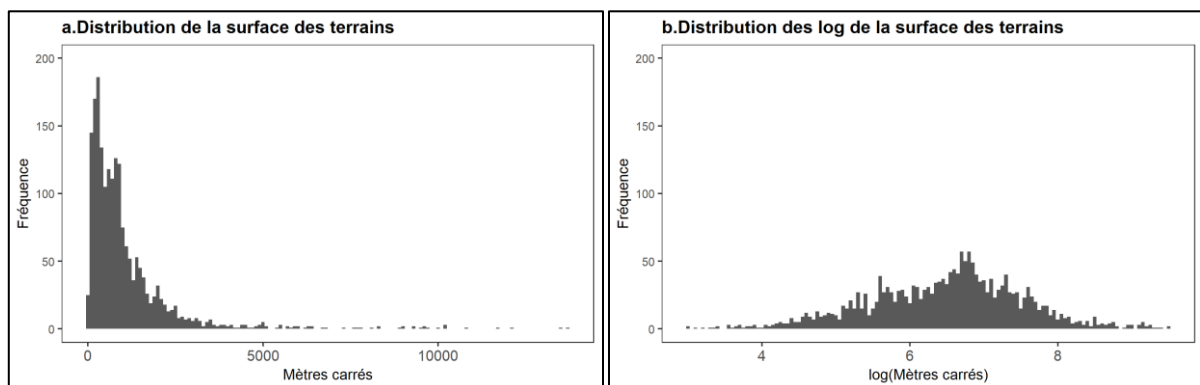 a.Distribution de la surface des terrains
200
150
100
50
0
Fréquence
0 5000 10000
Mètres carrés
b.Distribution des log de la surface des terrains
200
150
100
50
0
Fréquence
4 6 8
log(Mètres carrés)